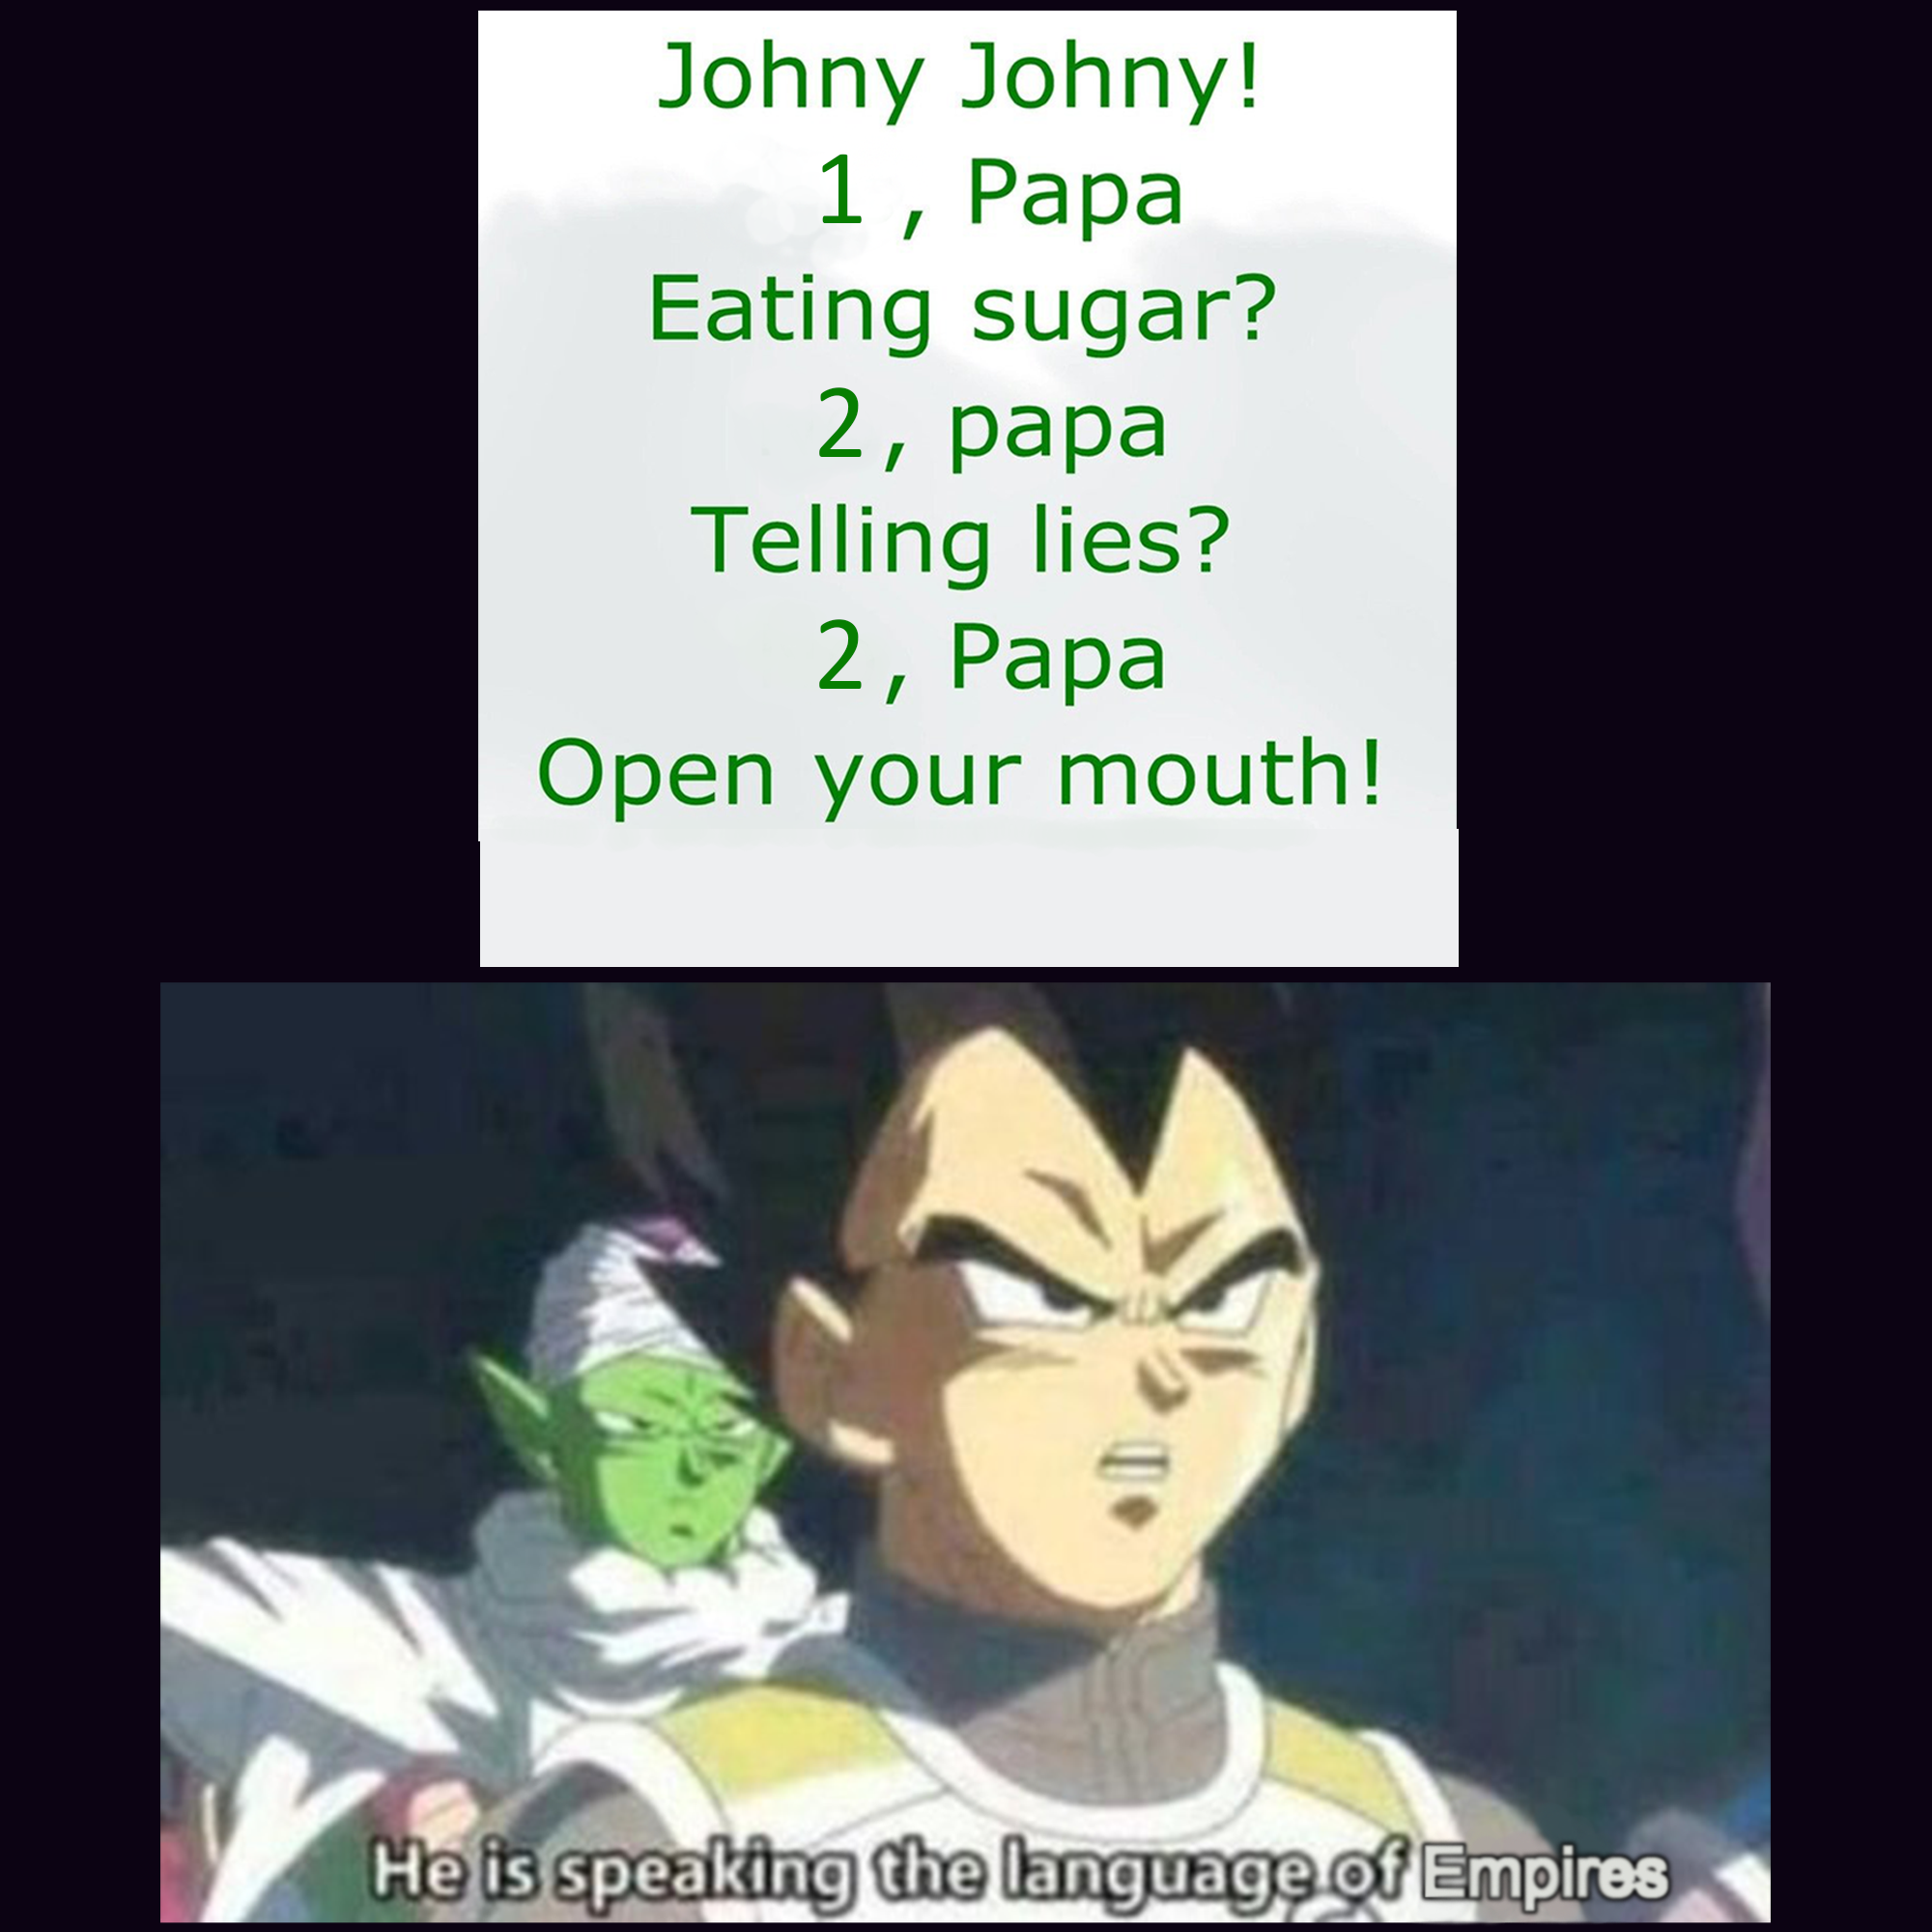 Johny Johny!
1 , Papa
Eating sugar?
2, papa
Telling lies?
2, Papa
Open your mouth!
He is speaking the language of Empires